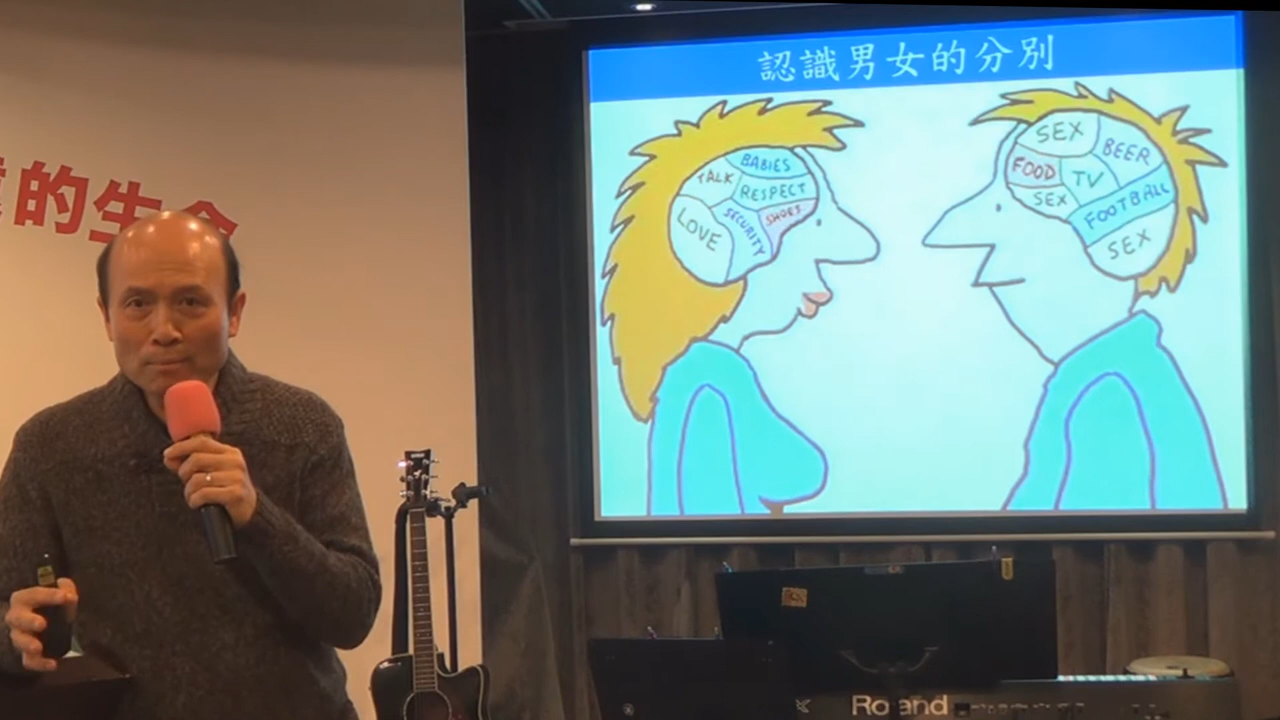 認識男女的分別
BABIES
TALK
RESPECT
LOVE
SECURITY
SHOES
SEX
BEER
FOOD
TV
SEX
FOOTBALL
SEX
的生命
Roland